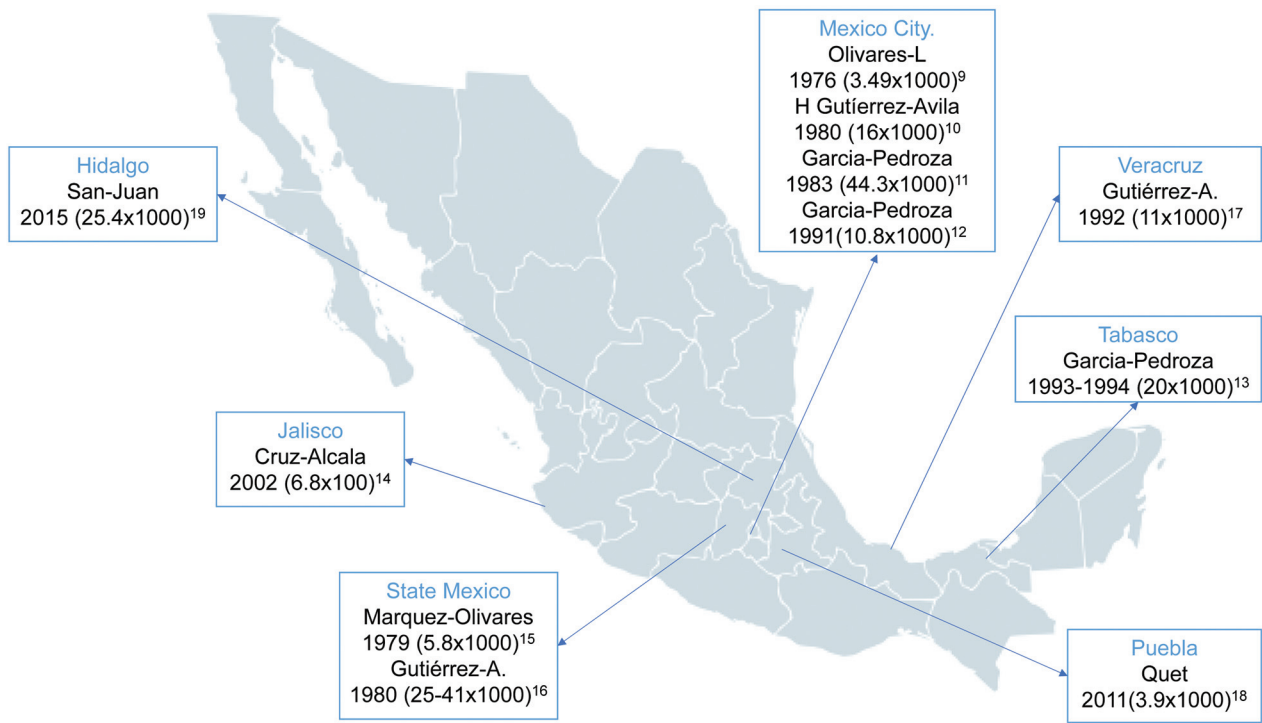 Mexico City.
Olivares-L
1976 (3.49x1000)⁹
H Gutíerrez-Avila
1980 (16x1000)¹⁰
Garcia-Pedroza
1983 (44.3x1000)¹¹
Garcia-Pedroza
1991(10.8x1000)¹²
Hidalgo
San-Juan
2015 (25.4x1000)¹⁹
Veracruz
Gutiérrez-A.
1992 (11x1000)¹⁷
Tabasco
Garcia-Pedroza
1993-1994 (20x1000)¹³
Jalisco
Cruz-Alcala
2002 (6.8x100)¹⁴
State Mexico
Marquez-Olivares
1979 (5.8x1000)¹⁵
Gutiérrez-A.
1980 (25-41x1000)¹⁶
Puebla
Quet
2011(3.9x1000)¹⁸